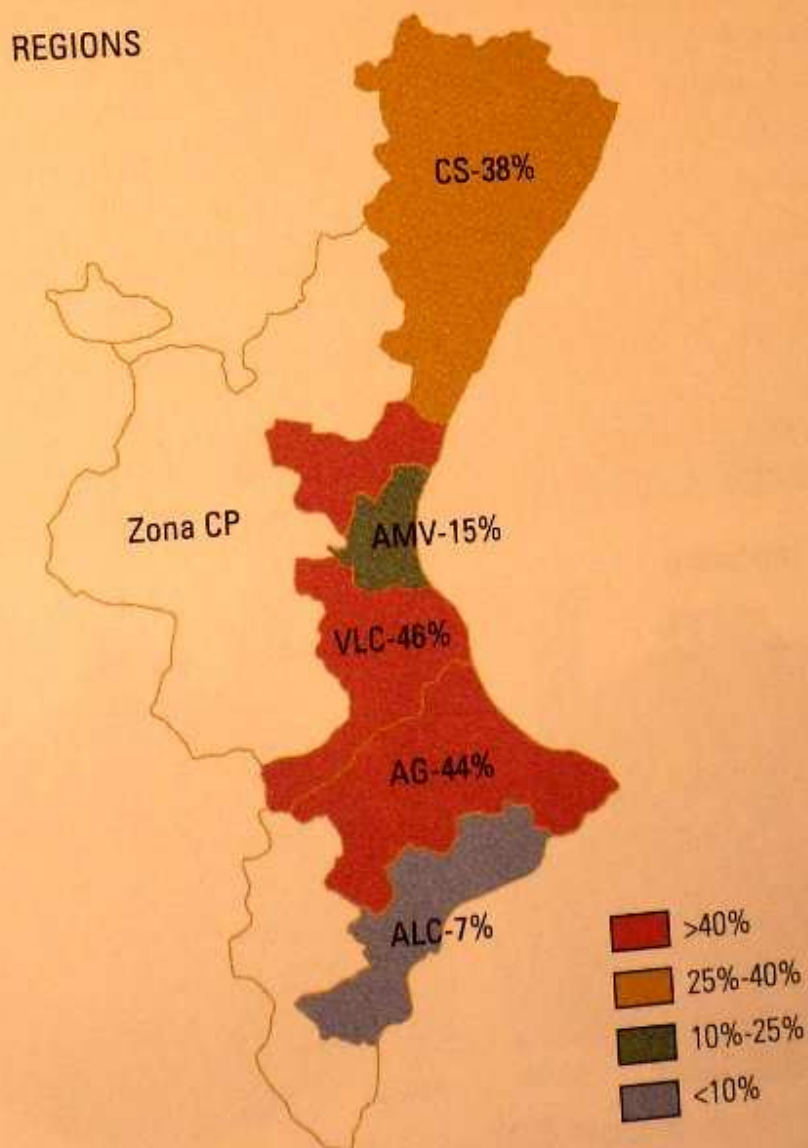 REGIONS
CS-38%
Zona CP
AMV-15%
VLC-46%
AG-44%
ALC-7%
>40%
25%-40%
10%-25%
<10%